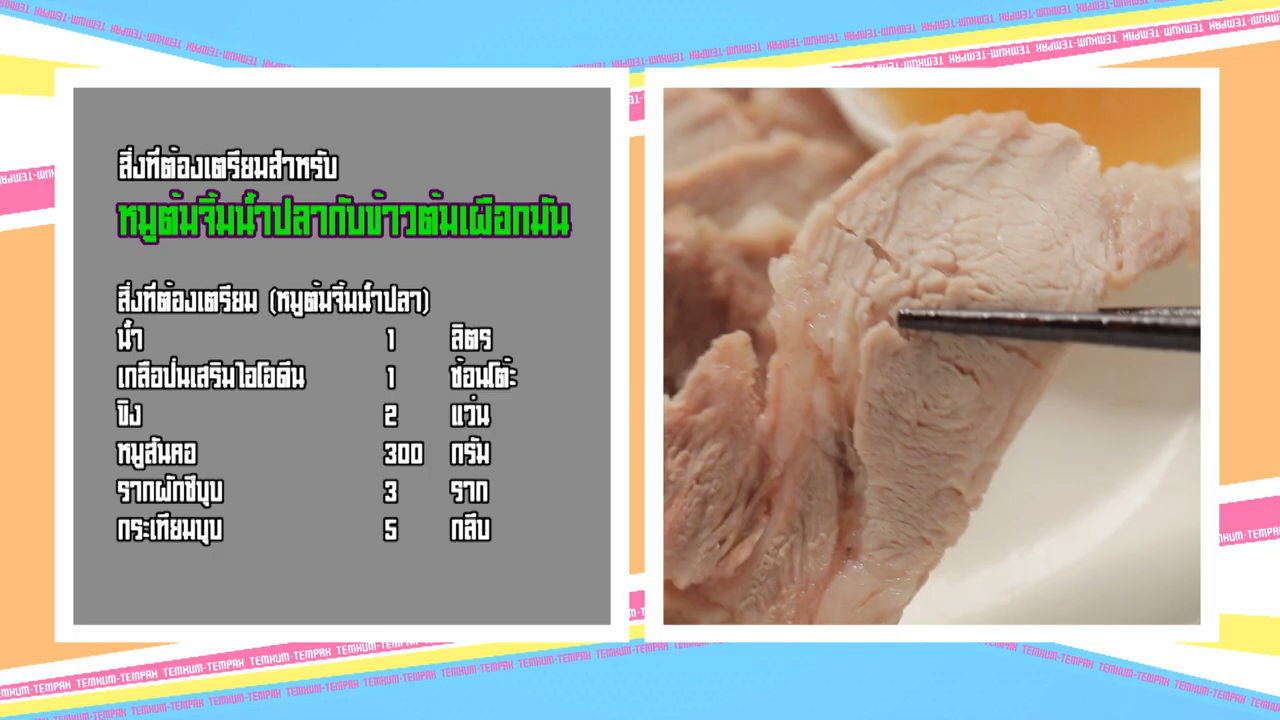 สิ่งที่ต้องเตรียมสำหรับ
หมูต้มจิ้มน้ำปลากับข้าวต้มเผือกมัน
สิ่งที่ต้องเตรียม (หมูต้มจิ้มน้ำปลา)
น้ำ 1 ลิตร
เกลือป่นเสริมไอโอดีน 1 ช้อนโต๊ะ
ขิง 2 แว่น
หมูสันคอ 300 กรัม
รากผักชีบุบ 3 ราก
กระเทียมบุบ 5 กลีบ
TEMKUM-TEMPAK TEMKUM-TEMPAK TEMKUM-TEMPAK TEMKUM-TEMPAK